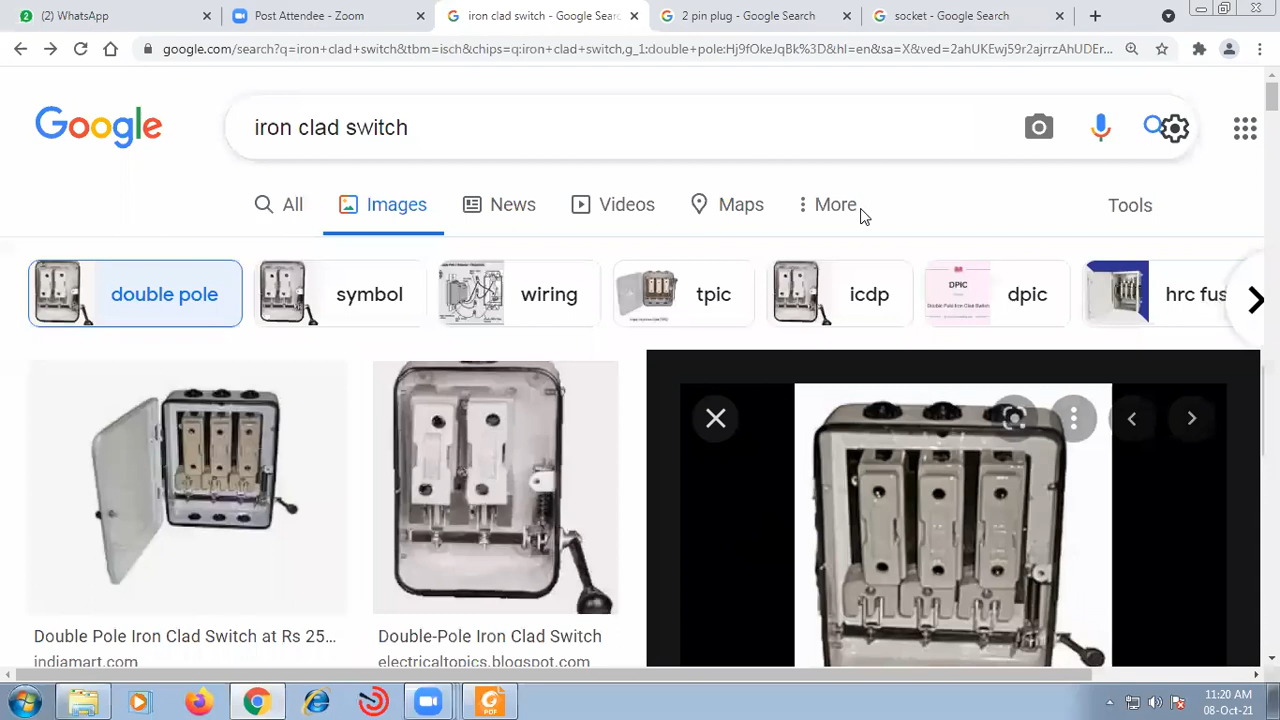 (2) WhatsApp
Post Attendee - Zoom
iron clad switch - Google Searc
2 pin plug - Google Search
socket - Google Search
google.com/search?q=iron+clad+switch&tbm=isch&chips=q:iron+clad+switch,g_1:double+pole:Hj9fOkeJqBk%3D&hl=en&sa=X&ved=2ahUKEwj59r2ajrrzAhUDEr...
Google
iron clad switch
All
Images
News
Videos
Maps
More
Tools
double pole
symbol
wiring
tpic
icdp
DPIC
dpic
hrc fus
Double Pole Iron Clad Switch at Rs 25...
indiamart.com
Double-Pole Iron Clad Switch
electricaltopics.blogspot.com
PDF
11:20 AM
08-Oct-21